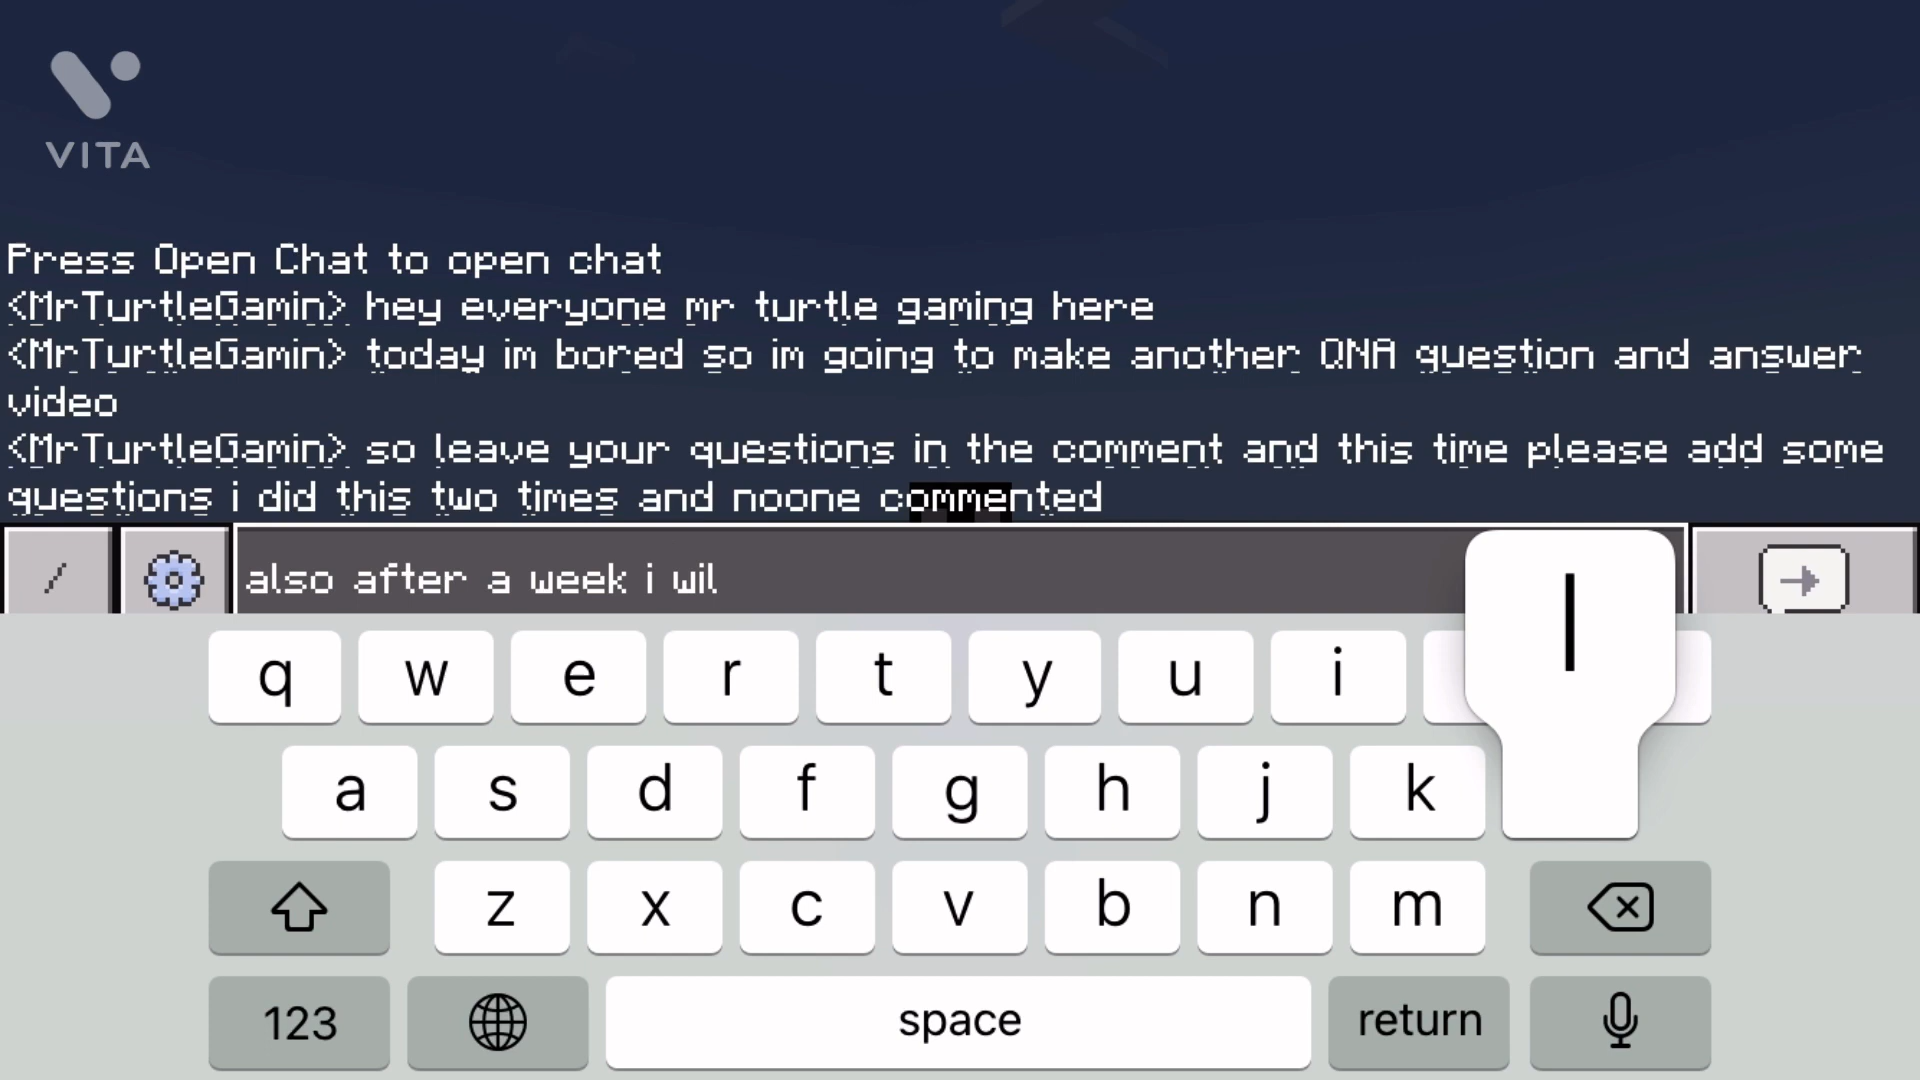 VITA
Press Open Chat to open chat
<MrTurtleGamin> hey everyone mr turtle gaming here
<MrTurtleGamin> today im bored so im going to make another QNA question and answer
video
<MrTurtleGamin> so leave your questions in the comment and this time please add some
questions i did this two times and noone commented
/ also after a week i wil
q w e r t y u i l
a s d f g h j k
z x c v b n m
123 space return